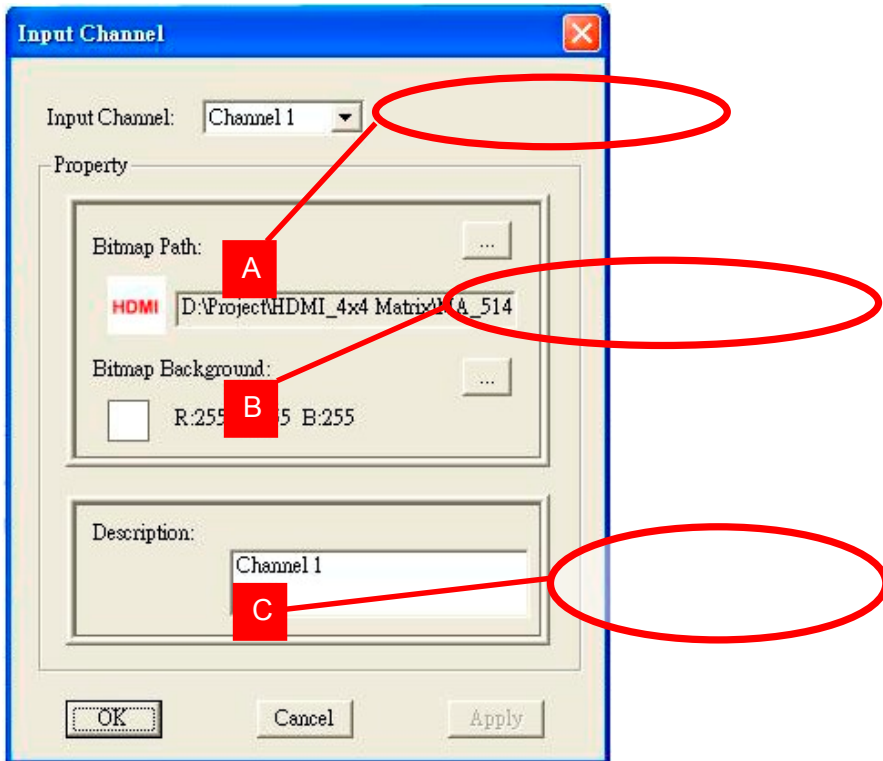 Input Channel
Input Channel: Channel 1
Property
Bitmap Path: ...
A
HDMI D:\Project\HDMI_4x4 Matrix\MA_514
Bitmap Background: ...
B
R:255 B:255
Description:
Channel 1
C
OK Cancel Apply